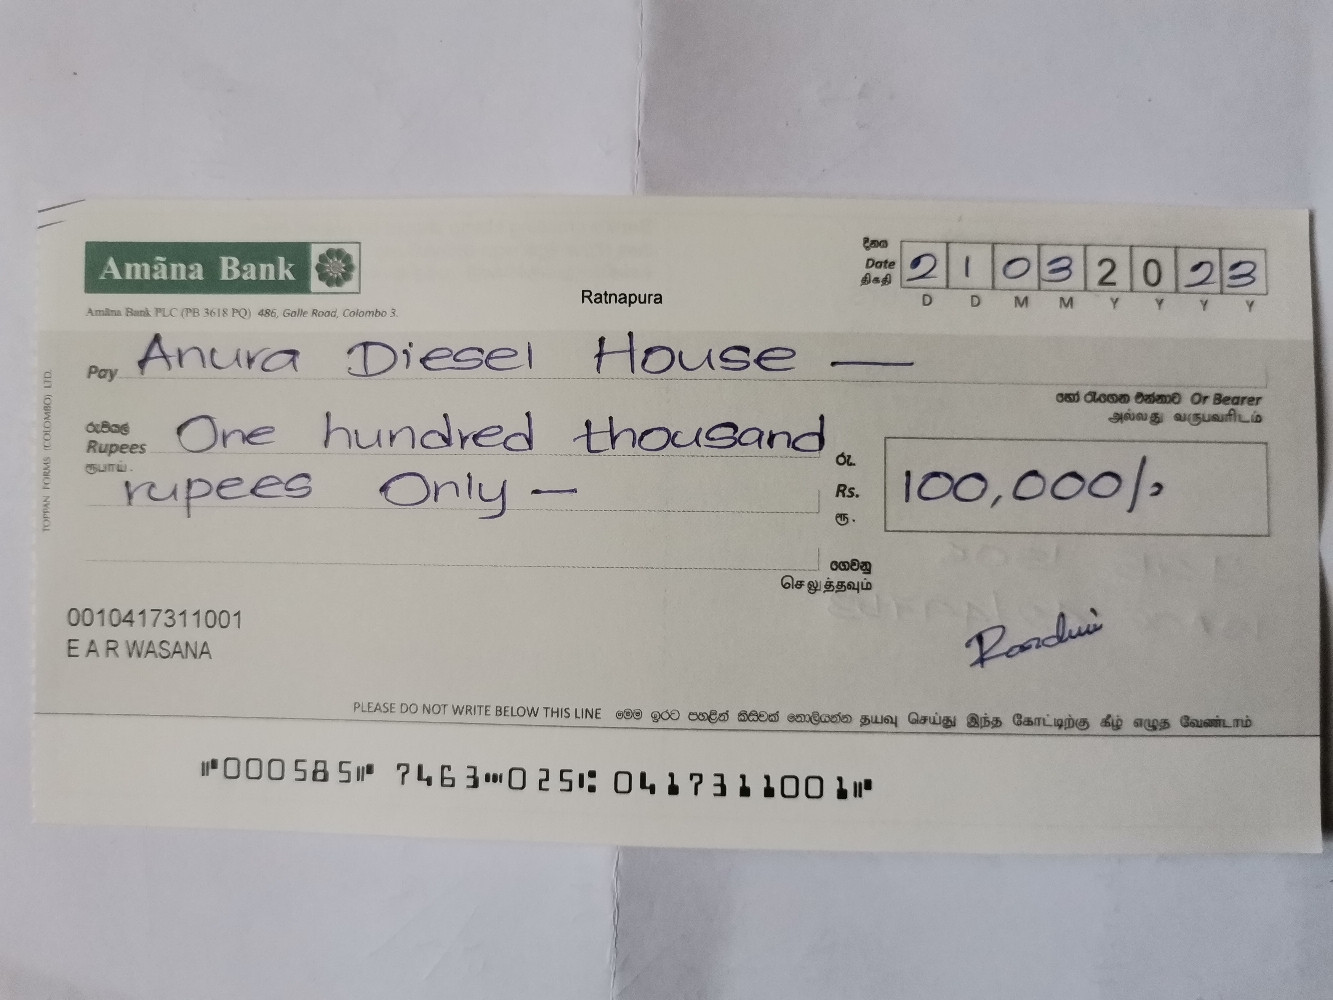 Amãna Bank
Amãna Bank PLC (PB 3618 PQ) 486, Galle Road, Colombo 3.
Ratnapura
දිනය
Date
திகதி
2 1 0 3 2 0 2 3
D D M M Y Y Y Y
Pay Anura Diesel House —
හෝ රැගෙන එන්නාට Or Bearer
அல்லது வருபவரிடம்
රුපියල්
Rupees One hundred thousand
ரூபாய்
rupees Only —
රු.
Rs. 100,000/-
ரூ.
ගෙවනු
செலுத்தவும்
TOPPAN FORMS (COLOMBO) LTD.
0010417311001
E A R WASANA
Randuni
PLEASE DO NOT WRITE BELOW THIS LINE මෙම ඉරට පහළින් කිසිවක් නොලියන්න தயவு செய்து இந்த கோட்டிற்கு கீழ் எழுத வேண்டாம்
⑈000585⑈ 7463⑉025⑆ 0417311001⑈